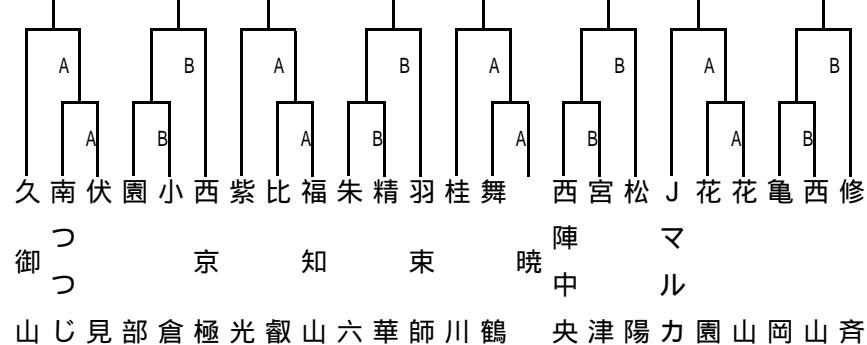 A B A B A B A B
A B A B A B A B
久御山
南つつじ
伏見
園部
小倉
西京極
紫光
比叡
福知山
朱六
精華
羽束師
桂川
舞鶴
暁
西陣中央
宮津
松陽
Jマルカ
花園
花山
亀岡
西山
修斉